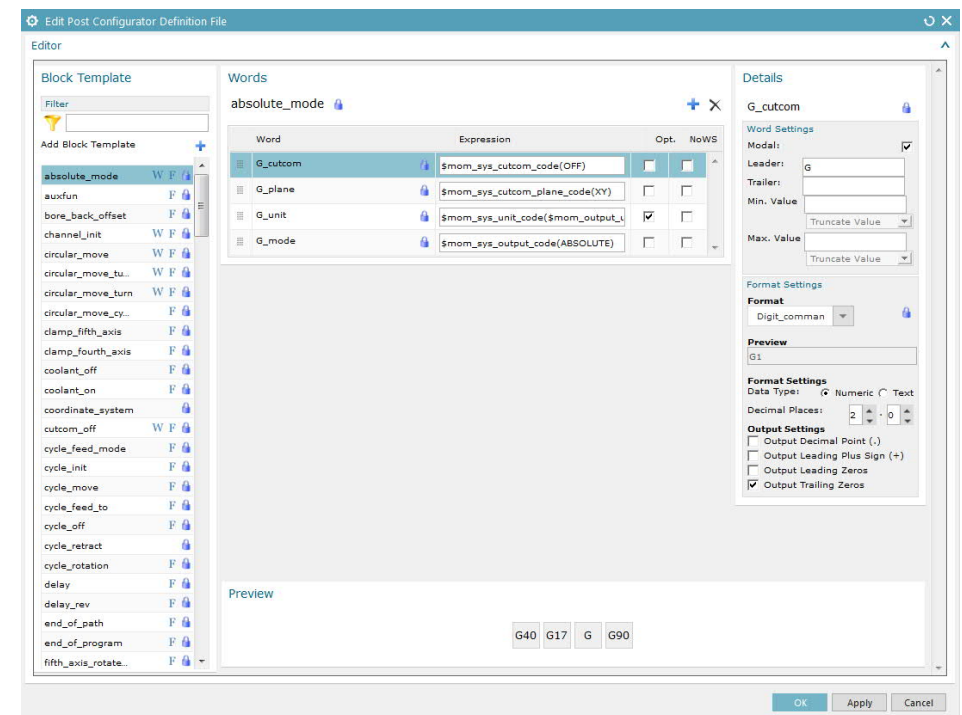 Edit Post Configurator Definition File
Editor
Block Template
Filter
Add Block Template
absolute_mode W F
auxfun F
bore_back_offset F
channel_init W F
circular_move W F
circular_move_tu... W F
circular_move_turn W F
circular_move_cy... F
clamp_fifth_axis F
clamp_fourth_axis F
coolant_off F
coolant_on F
coordinate_system
cutcom_off W F
cycle_feed_mode F
cycle_init F
cycle_move F
cycle_feed_to F
cycle_off F
cycle_retract
cycle_rotation F
delay F
delay_rev F
end_of_path F
end_of_program F
fifth_axis_rotate... F
Words
absolute_mode
Word Expression Opt. NoWS
G_cutcom $mom_sys_cutcom_code(OFF)
G_plane $mom_sys_cutcom_plane_code(XY)
G_unit $mom_sys_unit_code($mom_output_u
G_mode $mom_sys_output_code(ABSOLUTE)
Preview
G40 G17 G G90
Details
G_cutcom
Word Settings
Modal:
Leader: G
Trailer:
Min. Value
Truncate Value
Max. Value
Truncate Value
Format Settings
Format
Digit_comman
Preview
G1
Format Settings
Data Type: Numeric Text
Decimal Places: 2 . 0
Output Settings
Output Decimal Point (.)
Output Leading Plus Sign (+)
Output Leading Zeros
Output Trailing Zeros
OK Apply Cancel